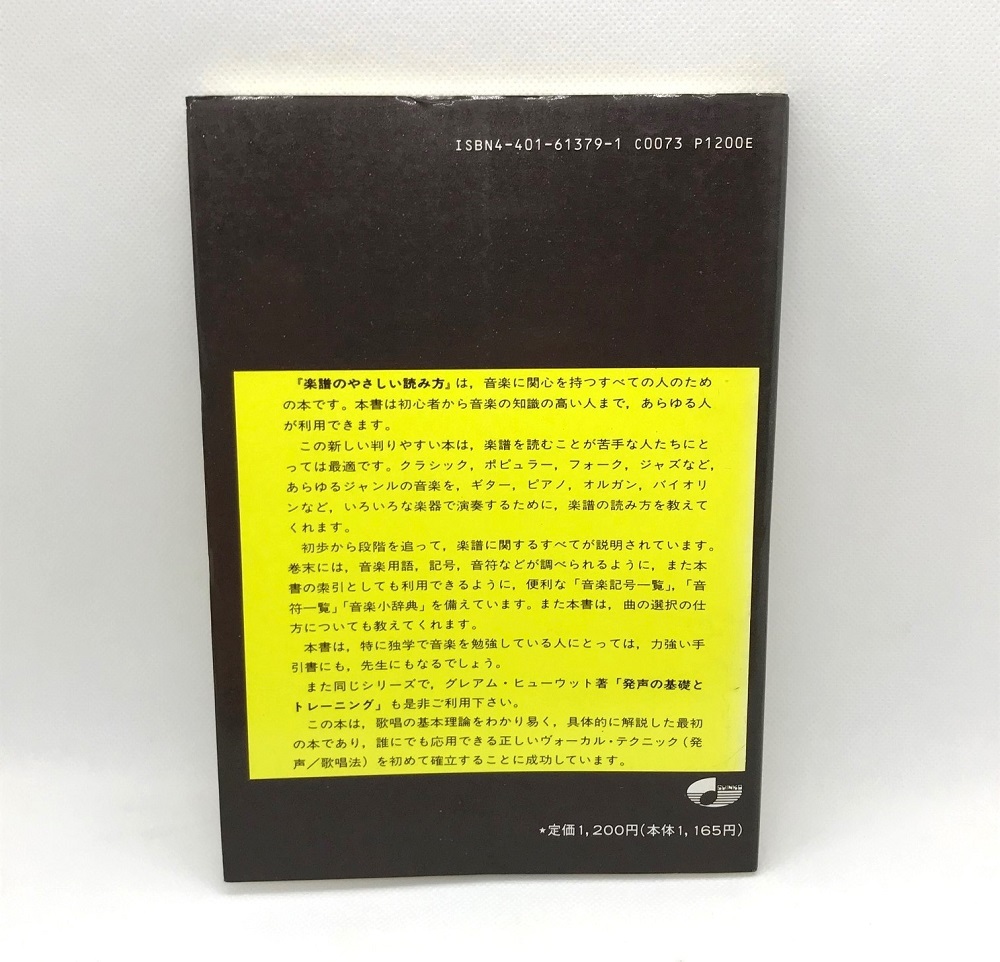 ISBN4-401-61379-1 C0073 P1200E
『楽譜のやさしい読み方』は，音楽に関心を持つすべての人のため
の本です。本書は初心者から音楽の知識の高い人まで，あらゆる人
が利用できます。
この新しい判りやすい本は，楽譜を読むことが苦手な人たちにと
っては最適です。クラシック，ポピュラー，フォーク，ジャズなど，
あらゆるジャンルの音楽を，ギター，ピアノ，オルガン，バイオリ
ンなど，いろいろな楽器で演奏するために，楽譜の読み方を教えて
くれます。
初歩から段階を追って，楽譜に関するすべてが説明されています。
巻末には，音楽用語，記号，音符などが調べられるように，また本
書の索引としても利用できるように，便利な「音楽記号一覧」，「音
符一覧」「音楽小辞典」を備えています。また本書は，曲の選択の仕
方についても教えてくれます。
本書は，特に独学で音楽を勉強している人にとっては，力強い手
引書にも，先生にもなるでしょう。
また同じシリーズで，グレアム・ヒューウット著「発声の基礎と
トレーニング」も是非ご利用下さい。
この本は，歌唱の基本理論をわかり易く，具体的に解説した最初
の本であり，誰にでも応用できる正しいヴォーカル・テクニック（発
声／歌唱法）を初めて確立することに成功しています。
SHINKO
★定価1,200円(本体1,165円)